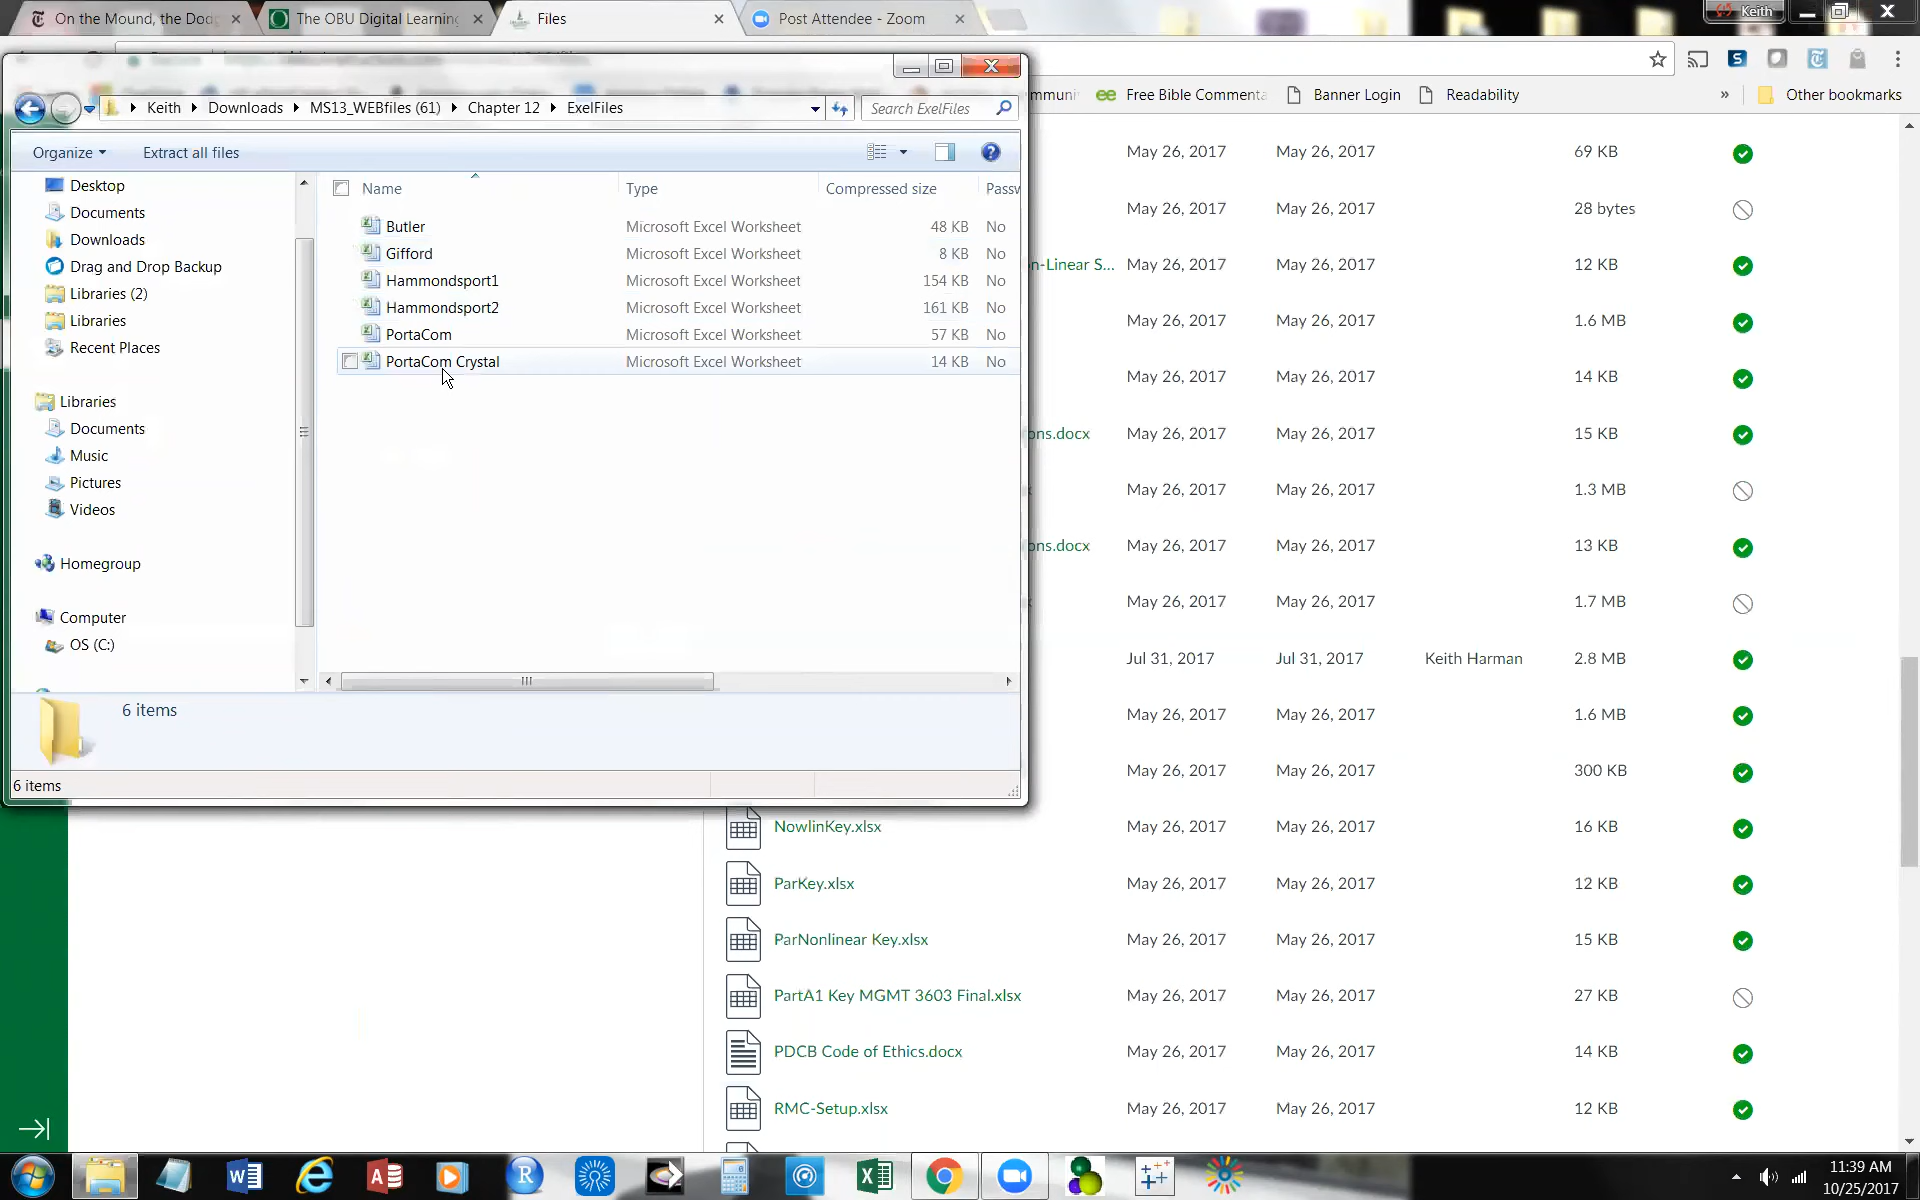 On the Mound, the Dod
The OBU Digital Learning
Files
Post Attendee - Zoom
Keith
Keith
Downloads
MS13_WEBfiles (61)
Chapter 12
ExelFiles
Search ExelFiles
Free Bible Commenta
Banner Login
Readability
»
Other bookmarks
Organize
Extract all files
Name
Type
Compressed size
Passw
Desktop
Documents
Downloads
Drag and Drop Backup
Libraries (2)
Libraries
Recent Places
Libraries
Documents
Music
Pictures
Videos
Homegroup
Computer
OS (C:)
Butler Microsoft Excel Worksheet 48 KB No
Gifford Microsoft Excel Worksheet 8 KB No
Hammondsport1 Microsoft Excel Worksheet 154 KB No
Hammondsport2 Microsoft Excel Worksheet 161 KB No
PortaCom Microsoft Excel Worksheet 57 KB No
PortaCom Crystal Microsoft Excel Worksheet 14 KB No
6 items
6 items
May 26, 2017 May 26, 2017 69 KB
May 26, 2017 May 26, 2017 28 bytes
n-Linear S... May 26, 2017 May 26, 2017 12 KB
May 26, 2017 May 26, 2017 1.6 MB
May 26, 2017 May 26, 2017 14 KB
ons.docx May 26, 2017 May 26, 2017 15 KB
May 26, 2017 May 26, 2017 1.3 MB
ons.docx May 26, 2017 May 26, 2017 13 KB
May 26, 2017 May 26, 2017 1.7 MB
Jul 31, 2017 Jul 31, 2017 Keith Harman 2.8 MB
May 26, 2017 May 26, 2017 1.6 MB
May 26, 2017 May 26, 2017 300 KB
NowlinKey.xlsx May 26, 2017 May 26, 2017 16 KB
ParKey.xlsx May 26, 2017 May 26, 2017 12 KB
ParNonlinear Key.xlsx May 26, 2017 May 26, 2017 15 KB
PartA1 Key MGMT 3603 Final.xlsx May 26, 2017 May 26, 2017 27 KB
PDCB Code of Ethics.docx May 26, 2017 May 26, 2017 14 KB
RMC-Setup.xlsx May 26, 2017 May 26, 2017 12 KB
11:39 AM
10/25/2017